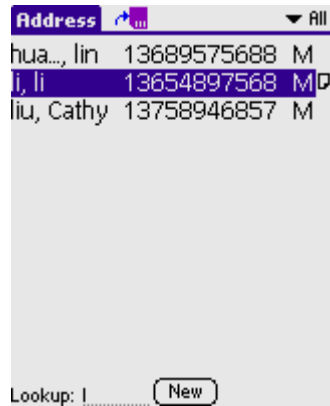 Address All
hua..., lin 13689575688 M
li, li 13654897568 M
liu, Cathy 13758946857 M
Lookup: l New